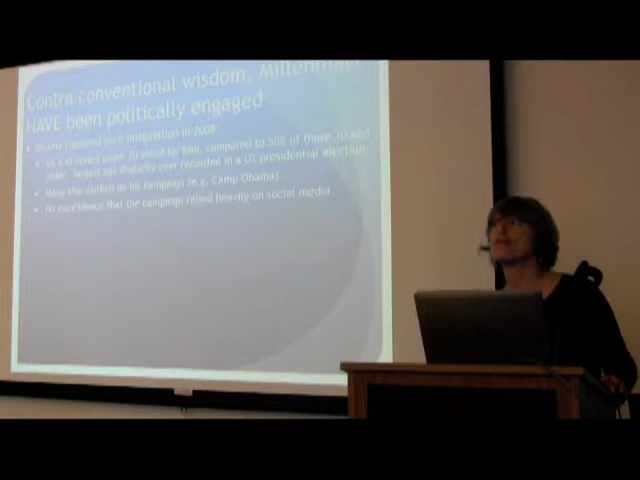 Contra conventional wisdom, Millennials
HAVE been politically engaged
Obama captured their imagination in 2008
of voters under 30 voted for him, compared to 50% of those 30 and
older - largest age disparity ever recorded in a US presidential election
Many also worked on his campaign (e.g. Camp Obama)
No coincidence that the campaign relied heavily on social media